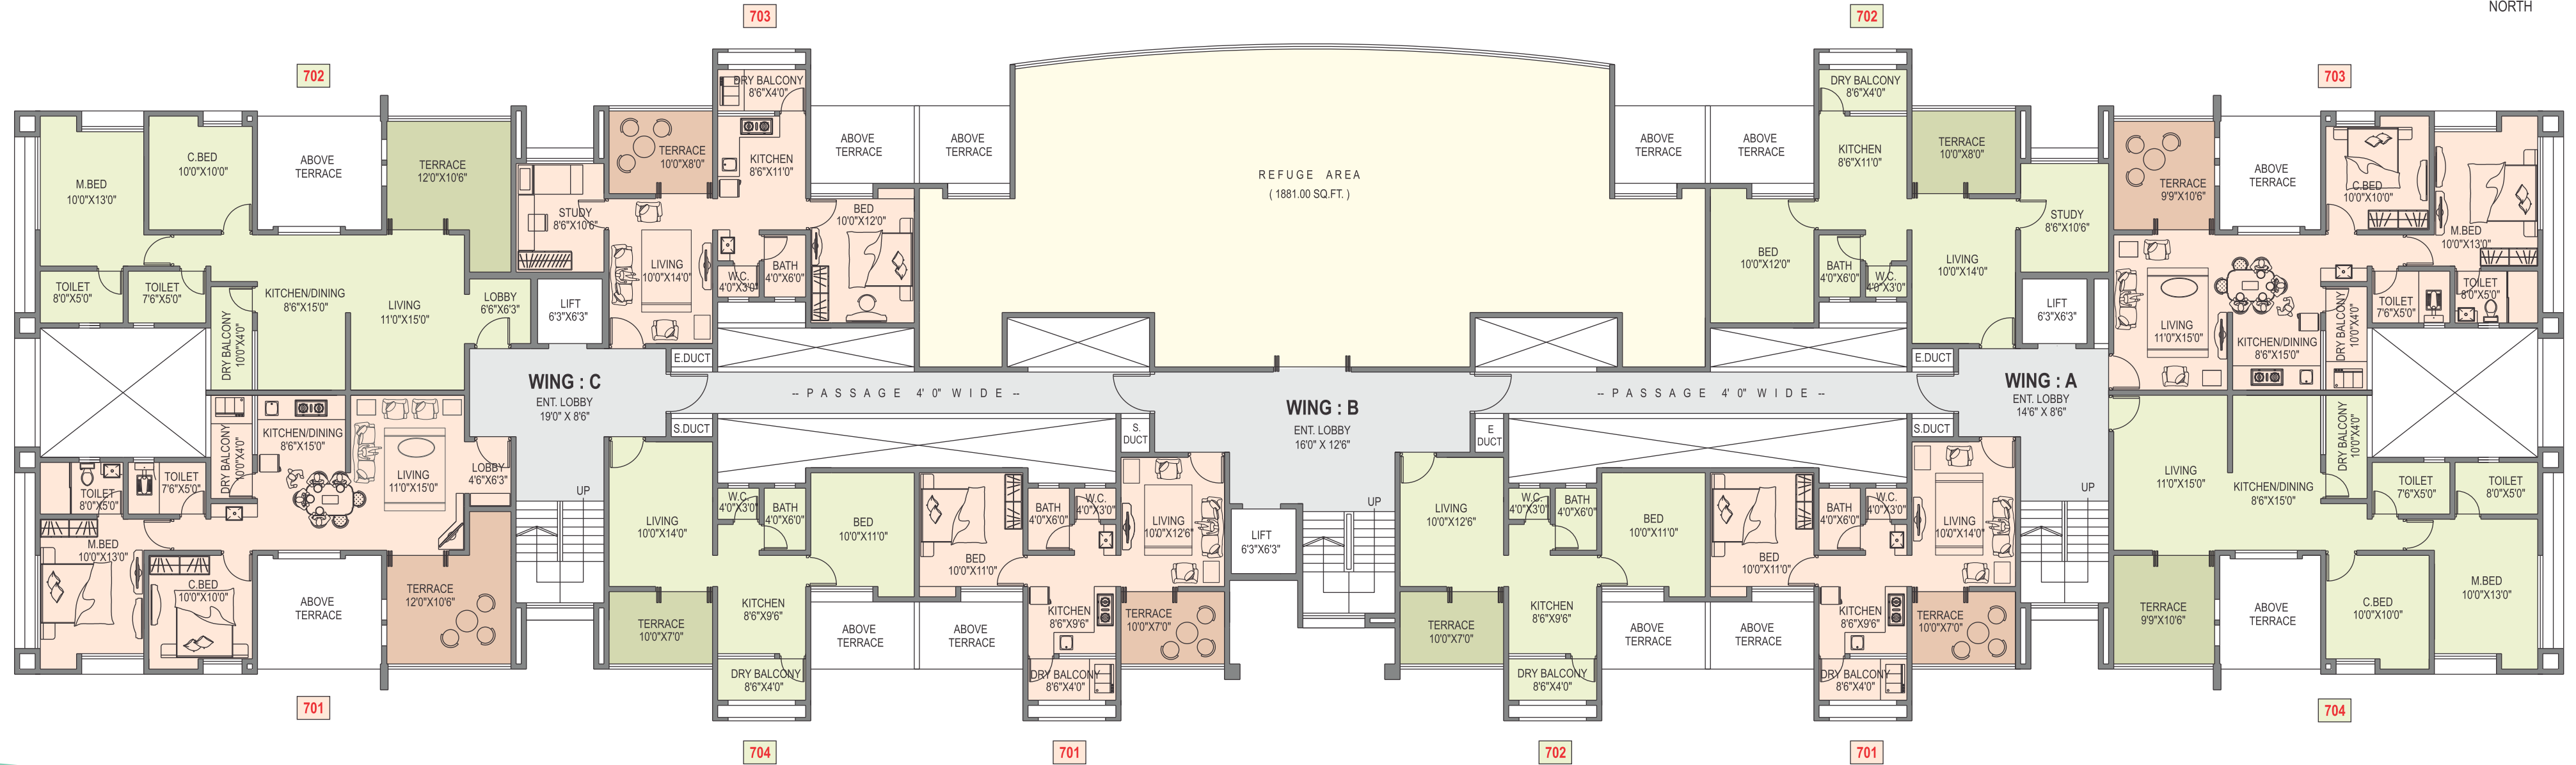 NORTH
703
702
702
703
DRY BALCONY
8'6"X4'0"
DRY BALCONY
8'6"X4'0"
M.BED
10'0"X13'0"
C.BED
10'0"X10'0"
ABOVE
TERRACE
TERRACE
12'0"X10'6"
STUDY
8'6"X10'6"
TERRACE
10'0"X8'0"
KITCHEN
8'6"X11'0"
ABOVE
TERRACE
ABOVE
TERRACE
BED
10'0"X12'0"
REFUGE AREA
( 1881.00 SQ.FT. )
ABOVE
TERRACE
ABOVE
TERRACE
KITCHEN
8'6"X11'0"
TERRACE
10'0"X8'0"
STUDY
8'6"X10'6"
TERRACE
9'9"X10'6"
ABOVE
TERRACE
C.BED
10'0"X10'0"
M.BED
10'0"X13'0"
TOILET
8'0"X5'0"
TOILET
7'6"X5'0"
DRY BALCONY
10'0"X4'0"
KITCHEN/DINING
8'6"X15'0"
LIVING
11'0"X15'0"
LOBBY
6'6"X6'3"
LIFT
6'3"X6'3"
LIVING
10'0"X14'0"
W.C.
4'0"X3'0"
BATH
4'0"X6'0"
BED
10'0"X12'0"
BATH
4'0"X6'0"
W.C.
4'0"X3'0"
LIVING
10'0"X14'0"
LIFT
6'3"X6'3"
LIVING
11'0"X15'0"
KITCHEN/DINING
8'6"X15'0"
DRY BALCONY
10'0"X4'0"
TOILET
7'6"X5'0"
TOILET
8'0"X5'0"
E.DUCT
E.DUCT
WING : C
ENT. LOBBY
19'0" X 8'6"
-- PASSAGE 4'0" WIDE --
WING : B
ENT. LOBBY
16'0" X 12'6"
-- PASSAGE 4'0" WIDE --
WING : A
ENT. LOBBY
14'6" X 8'6"
S.DUCT
S.
DUCT
E
DUCT
S.DUCT
DRY BALCONY
10'0"X4'0"
KITCHEN/DINING
8'6"X15'0"
LIVING
11'0"X15'0"
LOBBY
4'6"X6'3"
UP
TOILET
8'0"X5'0"
TOILET
7'6"X5'0"
M.BED
10'0"X13'0"
C.BED
10'0"X10'0"
ABOVE
TERRACE
TERRACE
12'0"X10'6"
LIVING
10'0"X14'0"
W.C.
4'0"X3'0"
BATH
4'0"X6'0"
BED
10'0"X11'0"
BED
10'0"X11'0"
BATH
4'0"X6'0"
W.C.
4'0"X3'0"
LIVING
10'0"X12'6"
LIFT
6'3"X6'3"
UP
LIVING
10'0"X12'6"
W.C.
4'0"X3'0"
BATH
4'0"X6'0"
BED
10'0"X11'0"
BED
10'0"X11'0"
BATH
4'0"X6'0"
W.C.
4'0"X3'0"
LIVING
10'0"X14'0"
UP
LIVING
11'0"X15'0"
KITCHEN/DINING
8'6"X15'0"
DRY BALCONY
10'0"X4'0"
TOILET
7'6"X5'0"
TOILET
8'0"X5'0"
TERRACE
10'0"X7'0"
KITCHEN
8'6"X9'6"
ABOVE
TERRACE
ABOVE
TERRACE
KITCHEN
8'6"X9'6"
TERRACE
10'0"X7'0"
TERRACE
10'0"X7'0"
KITCHEN
8'6"X9'6"
ABOVE
TERRACE
ABOVE
TERRACE
KITCHEN
8'6"X9'6"
TERRACE
10'0"X7'0"
TERRACE
9'9"X10'6"
ABOVE
TERRACE
C.BED
10'0"X10'0"
M.BED
10'0"X13'0"
DRY BALCONY
8'6"X4'0"
DRY BALCONY
8'6"X4'0"
DRY BALCONY
8'6"X4'0"
DRY BALCONY
8'6"X4'0"
701
704
704
701
702
701